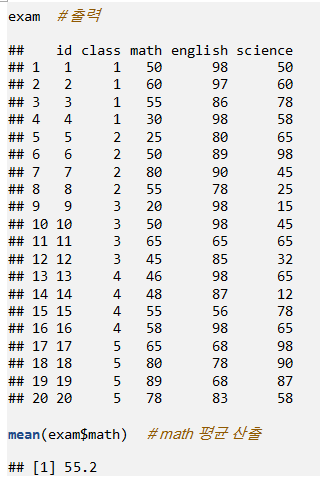 exam  # 출력
##    id class math english science
## 1   1     1   50      98      50
## 2   2     1   60      97      60
## 3   3     1   55      86      78
## 4   4     1   30      98      58
## 5   5     2   25      80      65
## 6   6     2   50      89      98
## 7   7     2   80      90      45
## 8   8     2   55      78      25
## 9   9     3   20      98      15
## 10 10     3   50      98      45
## 11 11     3   65      65      65
## 12 12     3   45      85      32
## 13 13     4   46      98      65
## 14 14     4   48      87      12
## 15 15     4   55      56      78
## 16 16     4   58      98      65
## 17 17     5   65      68      98
## 18 18     5   80      78      90
## 19 19     5   89      68      87
## 20 20     5   78      83      58
mean(exam$math)  # math 평균 산출
## [1] 55.2